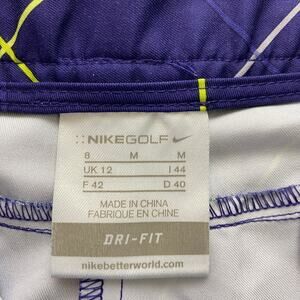 NIKEGOLF
8 M M
UK 12 I 44
F 42 D 40
MADE IN CHINA
FABRIQUE EN CHINE
DRI-FIT
nikebetterworld.com